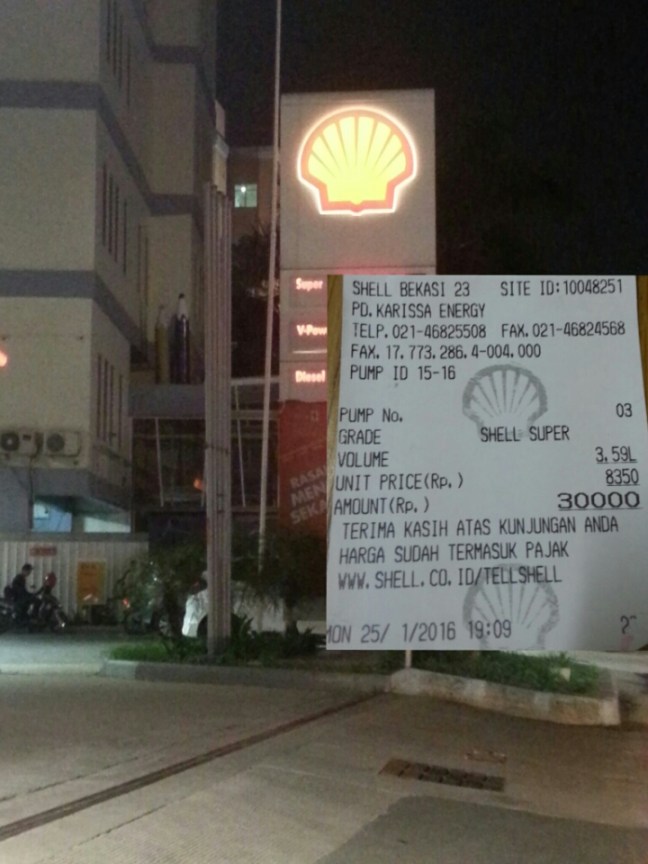 Super
V-Pow
Diesel
RASA
MEN
SEKA
SHELL BEKASI 23 SITE ID:10048251
PD.KARISSA ENERGY
TELP.021-46825508 FAX.021-46824568
FAX.17.773.286.4-004.000
PUMP ID 15-16
PUMP No. 03
GRADE SHELL SUPER
VOLUME 3.59L
UNIT PRICE(Rp.) 8350
AMOUNT(Rp.) 30000
TERIMA KASIH ATAS KUNJUNGAN ANDA
HARGA SUDAH TERMASUK PAJAK
WWW.SHELL.CO.ID/TELLSHELL
MON 25/ 1/2016 19:09